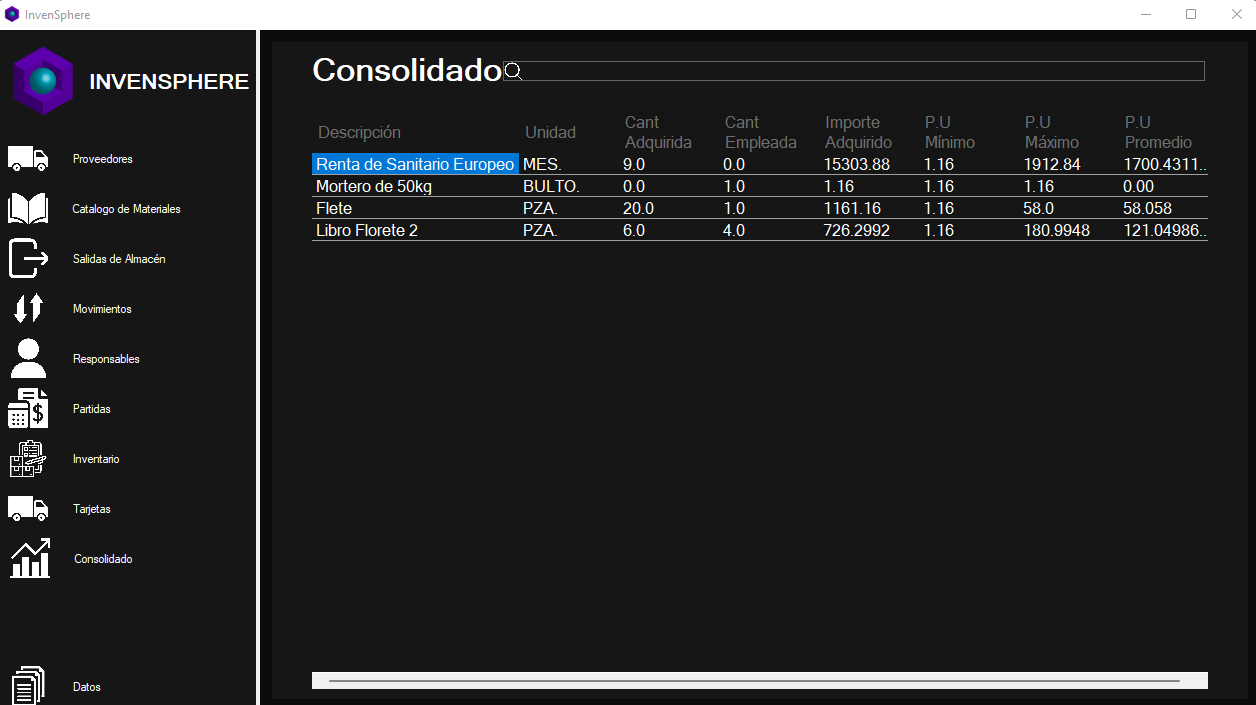 InvenSphere
INVENSPHERE
Proveedores
Catalogo de Materiales
Salidas de Almacén
Movimientos
Responsables
Partidas
Inventario
Tarjetas
Consolidado
Datos
Consolidado
Descripción Unidad Cant Adquirida Cant Empleada Importe Adquirido P.U Mínimo P.U Máximo P.U Promedio
Renta de Sanitario Europeo MES. 9.0 0.0 15303.88 1.16 1912.84 1700.4311..
Mortero de 50kg BULTO. 0.0 1.0 1.16 1.16 1.16 0.00
Flete PZA. 20.0 1.0 1161.16 1.16 58.0 58.058
Libro Florete 2 PZA. 6.0 4.0 726.2992 1.16 180.9948 121.04986..